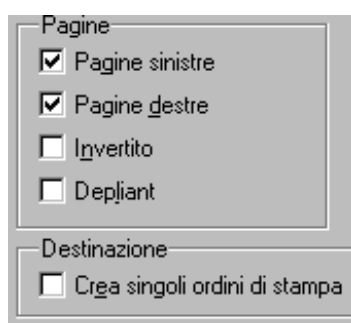 Pagine
Pagine sinistre
Pagine destre
Invertito
Depliant
Destinazione
Crea singoli ordini di stampa